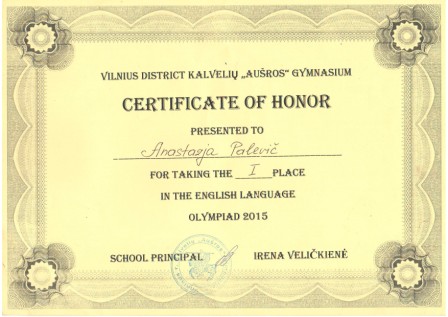 VILNIUS DISTRICT KALVELIŲ „AUŠROS“ GYMNASIUM
CERTIFICATE OF HONOR
PRESENTED TO
Anastazja Palevič
FOR TAKING THE I PLACE
IN THE ENGLISH LANGUAGE
OLYMPIAD 2015
SCHOOL PRINCIPAL IRENA VELIČKIENĖ